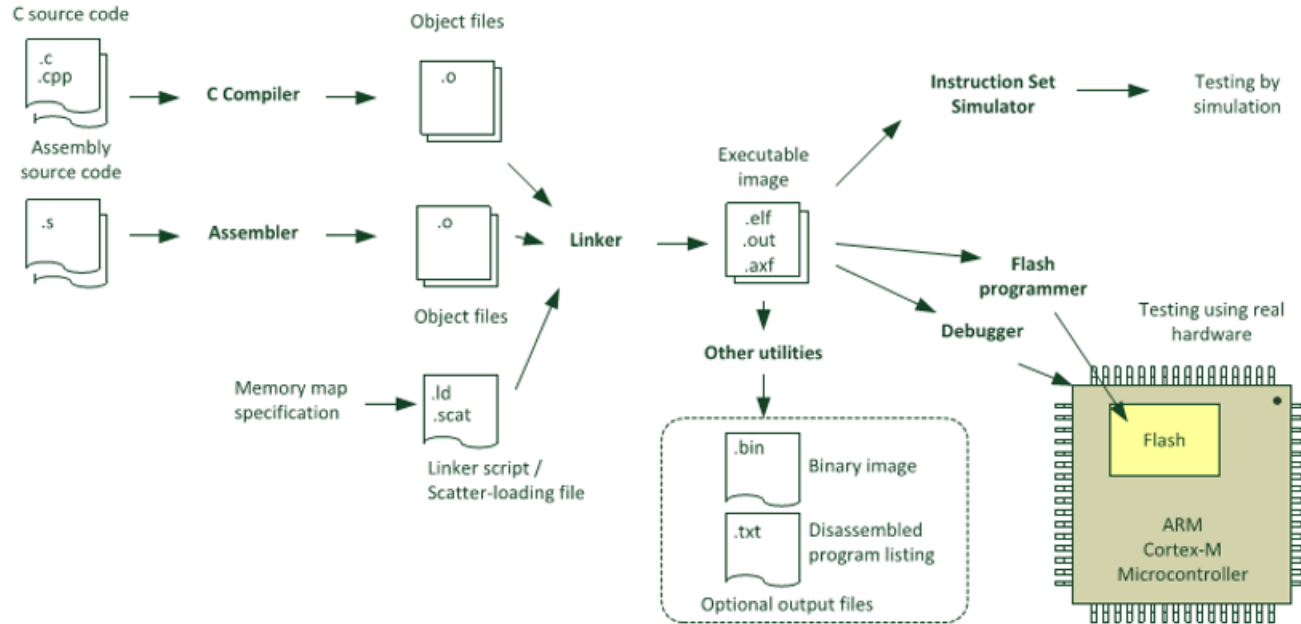 C source code
.c
.cpp
C Compiler
Object files
.o
Assembly
source code
.s
Assembler
.o
Object files
Memory map
specification
.ld
.scat
Linker script /
Scatter-loading file
Linker
Executable
image
.elf
.out
.axf
Other utilities
.bin
Binary image
.txt
Disassembled
program listing
Optional output files
Instruction Set
Simulator
Testing by
simulation
Flash
programmer
Debugger
Testing using real
hardware
Flash
ARM
Cortex-M
Microcontroller